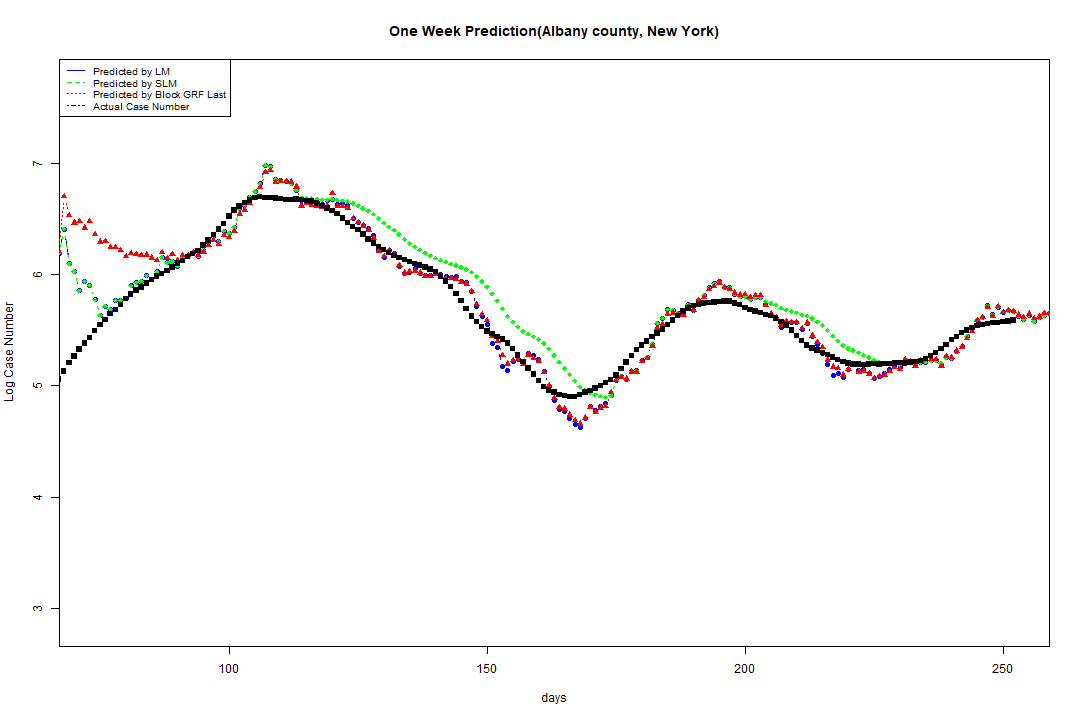 One Week Prediction(Albany county, New York)
Predicted by LM
Predicted by SLM
Predicted by Block GRF Last
Actual Case Number
7
6
5
4
3
Log Case Number
100 150 200 250
days